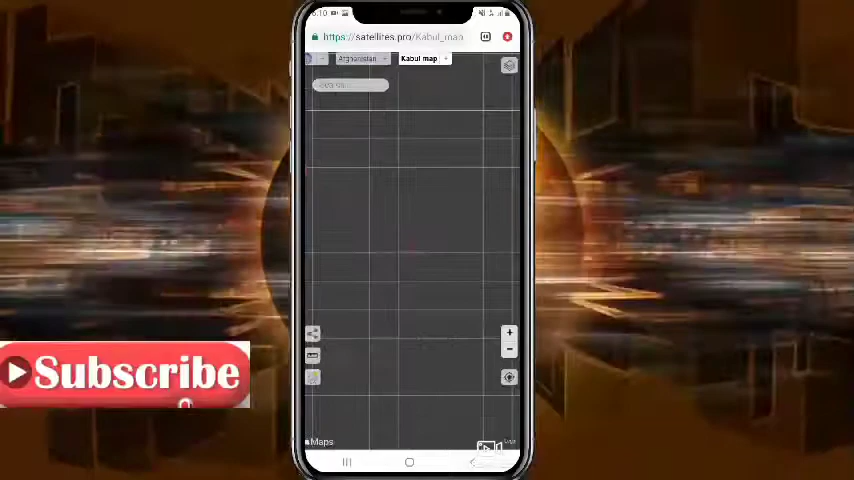 https://satellites.pro/Kabul_map
Afghanistan
Kabul map
+
−
Maps
Subscribe